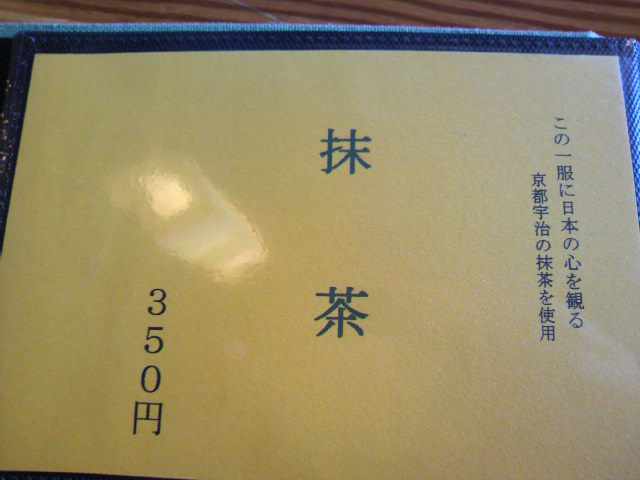 この一服に日本の心を観る
京都宇治の抹茶を使用
抹茶
３５０円